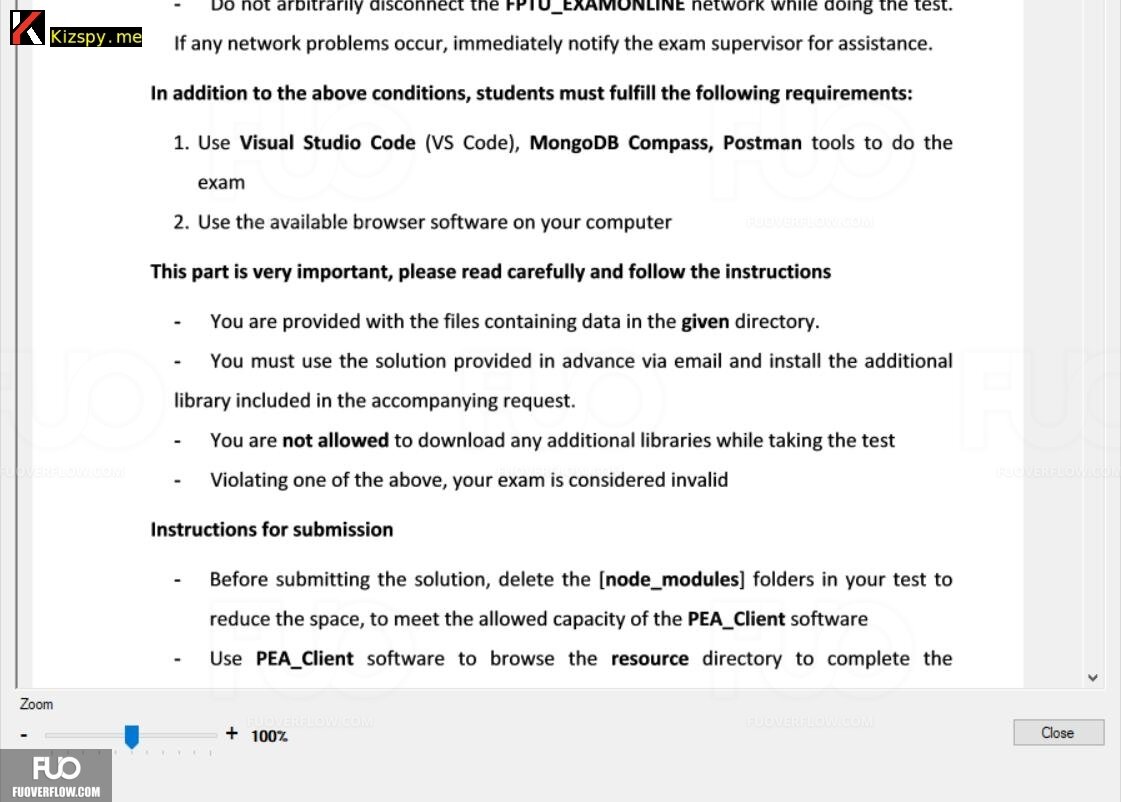 - Do not arbitrarily disconnect the FPTU_EXAMONLINE network while doing the test.
Kizspy.me
If any network problems occur, immediately notify the exam supervisor for assistance.
In addition to the above conditions, students must fulfill the following requirements:
1. Use Visual Studio Code (VS Code), MongoDB Compass, Postman tools to do the
exam
2. Use the available browser software on your computer
FUOVERFLOW.COM
This part is very important, please read carefully and follow the instructions
- You are provided with the files containing data in the given directory.
- You must use the solution provided in advance via email and install the additional
library included in the accompanying request.
- You are not allowed to download any additional libraries while taking the test
FUOVERFLOW.COM
FUOVERFLOW.COM
- Violating one of the above, your exam is considered invalid
Instructions for submission
- Before submitting the solution, delete the [node_modules] folders in your test to
reduce the space, to meet the allowed capacity of the PEA_Client software
- Use PEA_Client software to browse the resource directory to complete the
Zoom
FUOVERFLOW.COM
FUOVERFLOW.COM
- + 100%
Close
FUO
FUOVERFLOW.COM